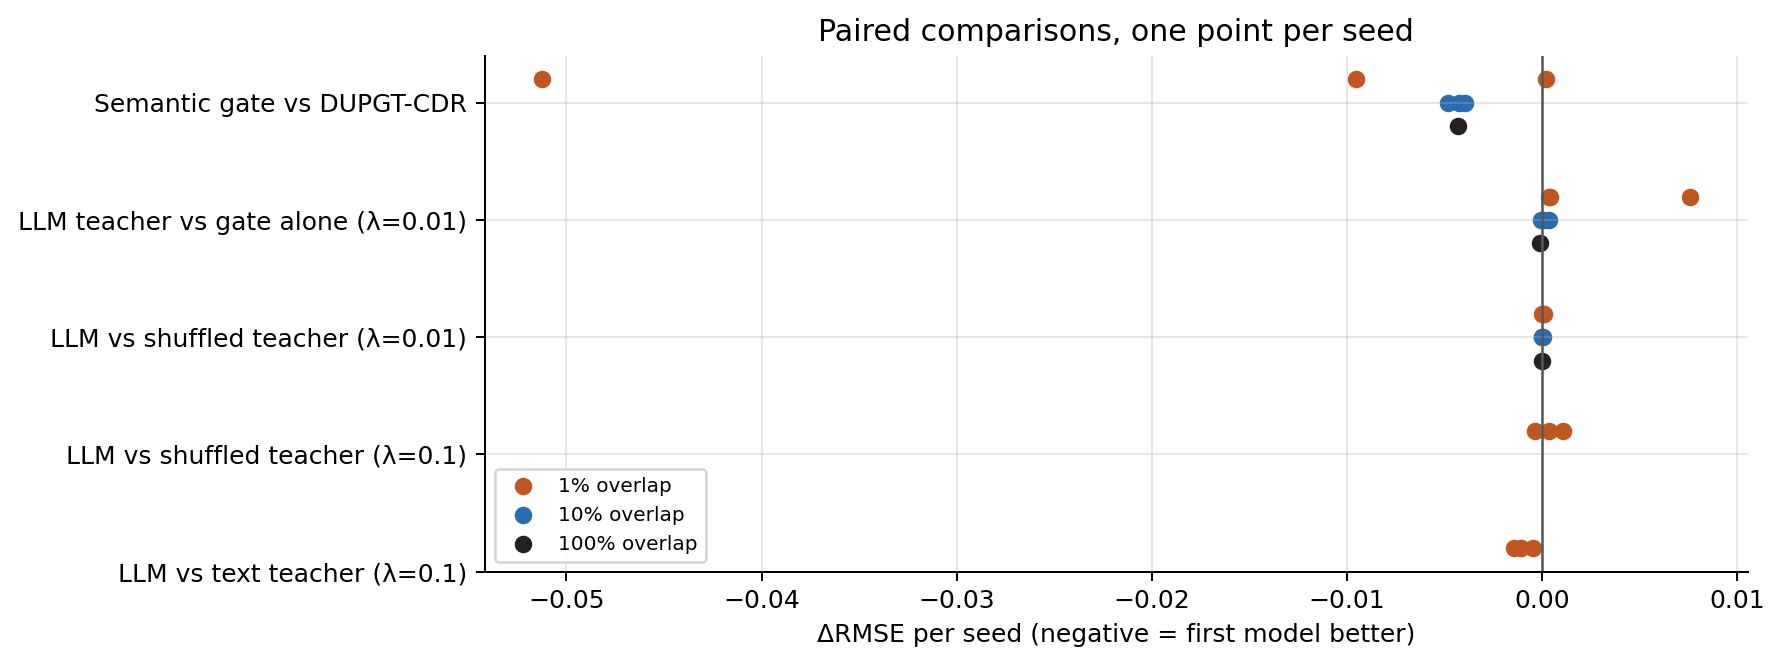 Paired comparisons, one point per seed
Semantic gate vs DUPGT-CDR
LLM teacher vs gate alone (λ=0.01)
LLM vs shuffled teacher (λ=0.01)
LLM vs shuffled teacher (λ=0.1)
LLM vs text teacher (λ=0.1)
1% overlap
10% overlap
100% overlap
−0.05 −0.04 −0.03 −0.02 −0.01 0.00 0.01
ΔRMSE per seed (negative = first model better)